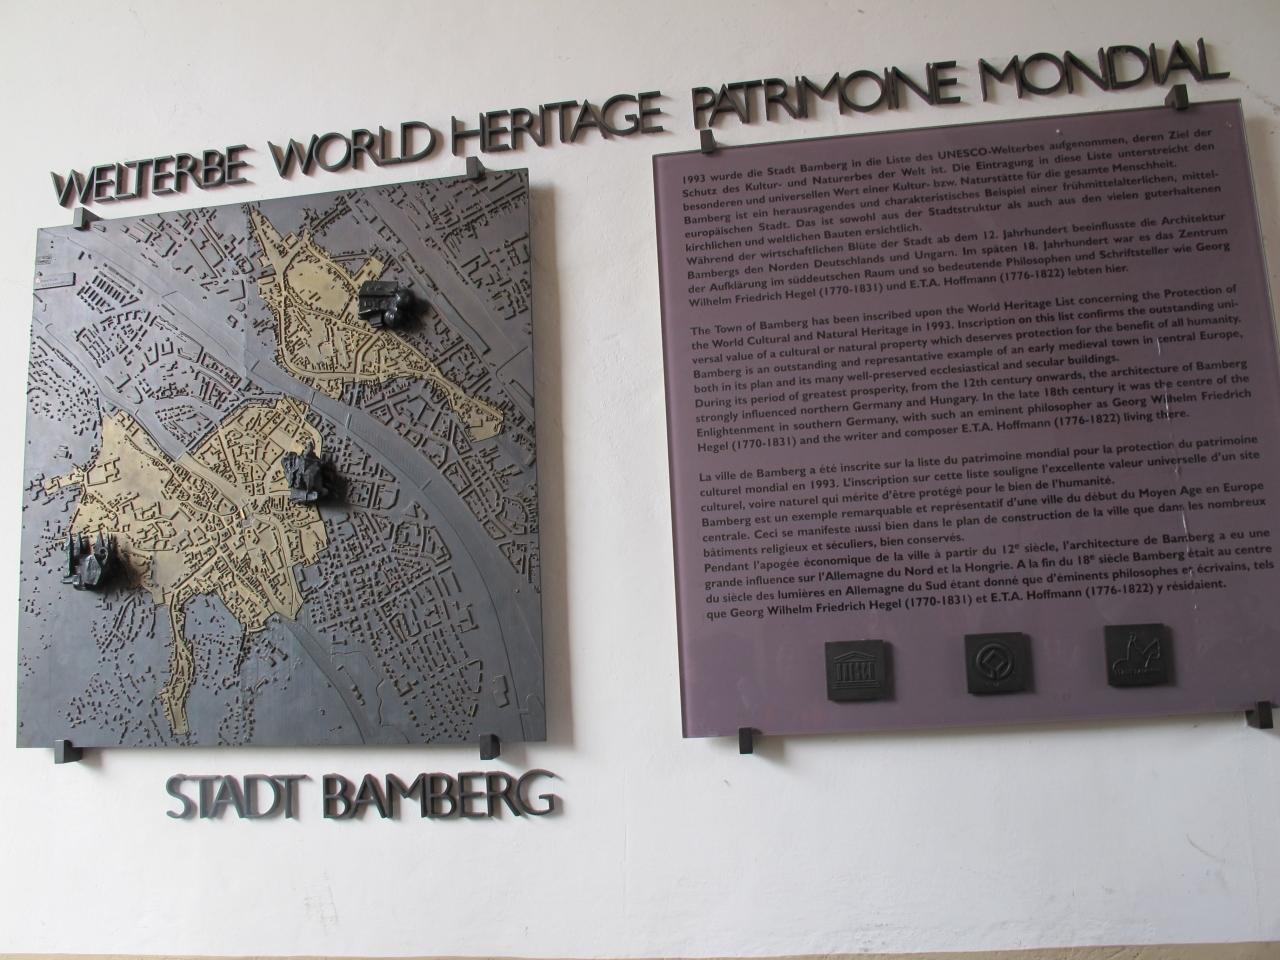 WELTERBE WORLD HERITAGE PATRIMOINE MONDIAL
1993 wurde die Stadt Bamberg in die Liste des UNESCO-Welterbes aufgenommen, deren Ziel der
Schutz des Kultur- und Naturerbes der Welt ist. Die Eintragung in diese Liste unterstreicht den
besonderen und universellen Wert einer Kultur- bzw. Naturstätte für die gesamte Menschheit.
Bamberg ist ein herausragendes und charakteristisches Beispiel einer frühmittelalterlichen, mittel-
europäischen Stadt. Das ist sowohl aus der Stadtstruktur als auch aus den vielen guterhaltenen
kirchlichen und weltlichen Bauten ersichtlich.
Während der wirtschaftlichen Blüte der Stadt ab dem 12. Jahrhundert beeinflusste die Architektur
Bambergs den Norden Deutschlands und Ungarn. Im späten 18. Jahrhundert war es das Zentrum
der Aufklärung im süddeutschen Raum und so bedeutende Philosophen und Schriftsteller wie Georg
Wilhelm Friedrich Hegel (1770-1831) und E.T.A. Hoffmann (1776-1822) lebten hier.
The Town of Bamberg has been inscribed upon the World Heritage List concerning the Protection of
the World Cultural and Natural Heritage in 1993. Inscription on this list confirms the outstanding uni-
versal value of a cultural or natural property which deserves protection for the benefit of all humanity.
Bamberg is an outstanding and representative example of an early medieval town in central Europe,
both in its plan and its many well-preserved ecclesiastical and secular buildings.
During its period of greatest prosperity, from the 12th century onwards, the architecture of Bamberg
strongly influenced northern Germany and Hungary. In the late 18th century it was the centre of the
Enlightenment in southern Germany, with such an eminent philosopher as Georg Wilhelm Friedrich
Hegel (1770-1831) and the writer and composer E.T.A. Hoffmann (1776-1822) living there.
La ville de Bamberg a été inscrite sur la liste du patrimoine mondial pour la protection du patrimoine
culturel mondial en 1993. L'inscription sur cette liste souligne l'excellente valeur universelle d'un site
culturel, voire naturel qui mérite d'être protégé pour le bien de l'humanité.
Bamberg est un exemple remarquable et représentatif d'une ville du début du Moyen Age en Europe
centrale. Ceci se manifeste aussi bien dans le plan de construction de la ville que dans les nombreux
bâtiments religieux et séculiers, bien conservés.
Pendant l'apogée économique de la ville à partir du 12e siècle, l'architecture de Bamberg a eu une
grande influence sur l'Allemagne du Nord et la Hongrie. A la fin du 18e siècle Bamberg était au centre
du siècle des lumières en Allemagne du Sud étant donné que d'éminents philosophes et écrivains, tels
que Georg Wilhelm Friedrich Hegel (1770-1831) et E.T.A. Hoffmann (1776-1822) y résidaient.
STADT BAMBERG